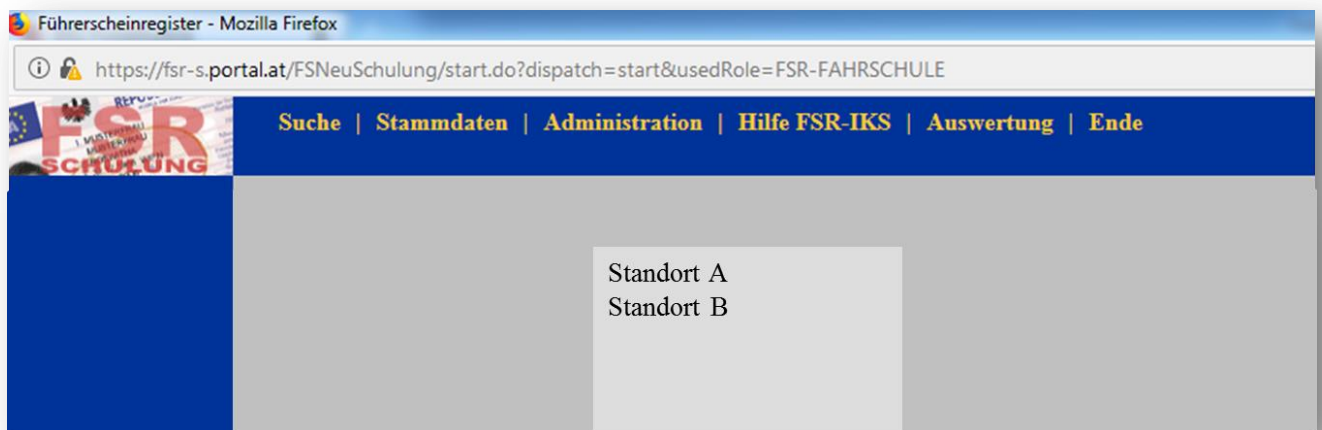 Führerscheinregister - Mozilla Firefox
https://fsr-s.portal.at/FSNeuSchulung/start.do?dispatch=start&usedRole=FSR-FAHRSCHULE
FSR
SCHULUNG
Suche | Stammdaten | Administration | Hilfe FSR-IKS | Auswertung | Ende
Standort A
Standort B